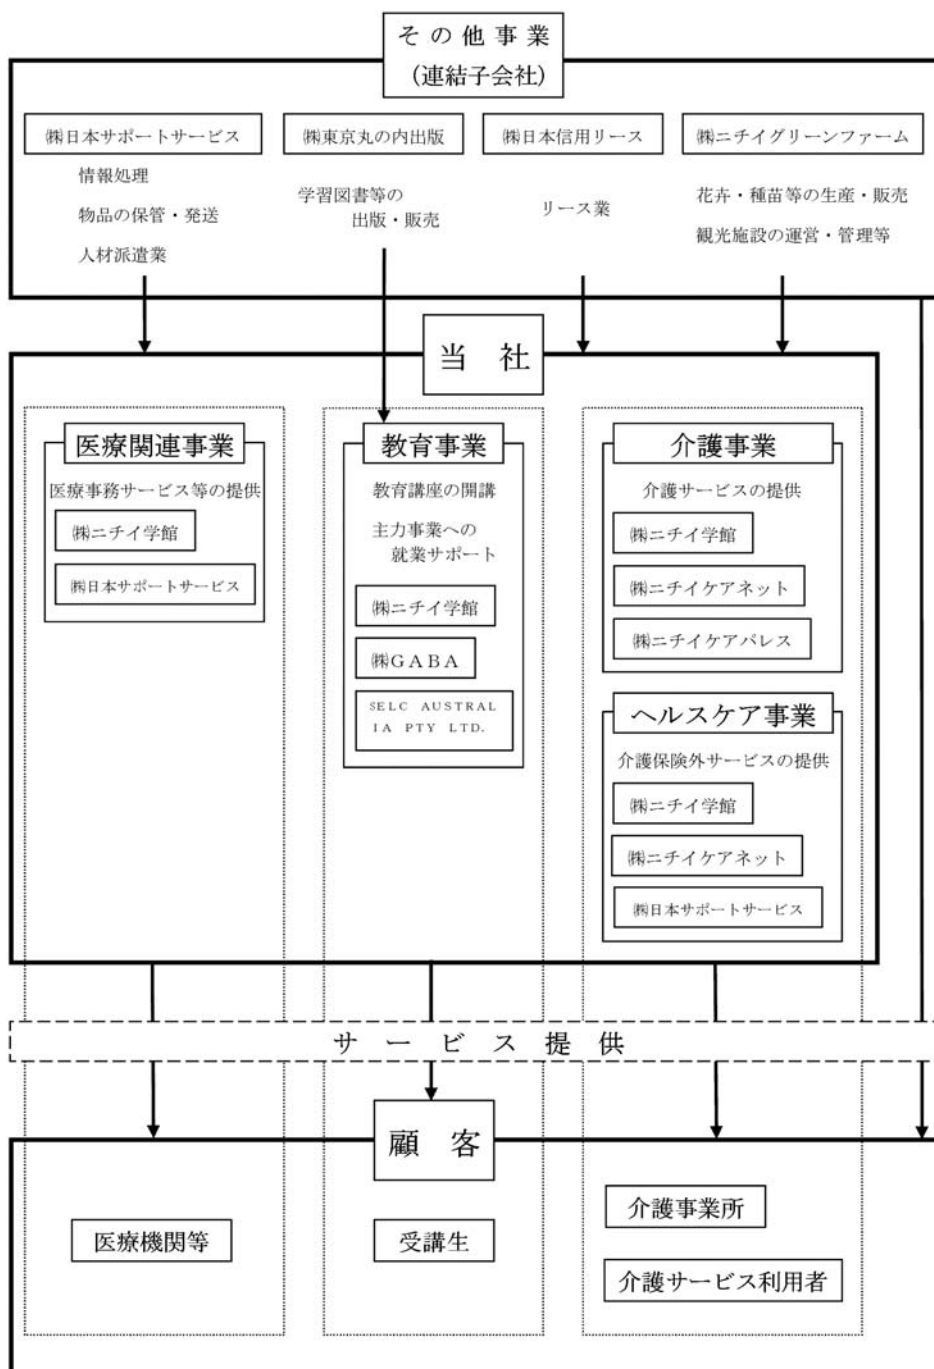 その他事業
(連結子会社)
㈱日本サポートサービス
情報処理
物品の保管・発送
人材派遣業
㈱東京丸の内出版
学習図書等の
出版・販売
㈱日本信用リース
リース業
㈱ニチイグリーンファーム
花卉・種苗等の生産・販売
観光施設の運営・管理等
当社
医療関連事業
医療事務サービス等の提供
㈱ニチイ学館
㈱日本サポートサービス
教育事業
教育講座の開講
主力事業への
就業サポート
㈱ニチイ学館
㈱GABA
SELC AUSTRAL
IA PTY LTD.
介護事業
介護サービスの提供
㈱ニチイ学館
㈱ニチイケアネット
㈱ニチイケアパレス
ヘルスケア事業
介護保険外サービスの提供
㈱ニチイ学館
㈱ニチイケアネット
㈱日本サポートサービス
サービス提供
顧客
医療機関等
受講生
介護事業所
介護サービス利用者